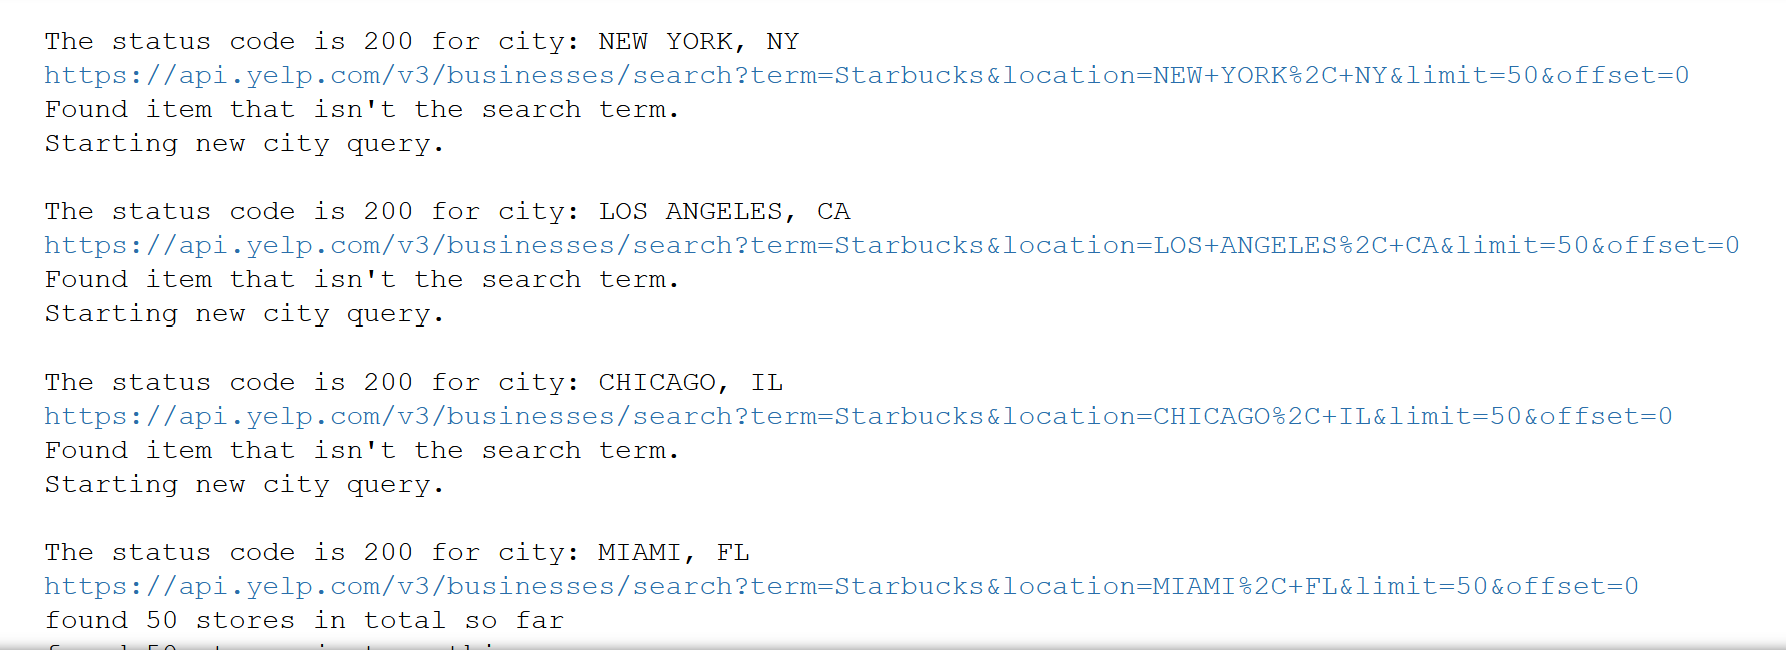 The status code is 200 for city: NEW YORK, NY
https://api.yelp.com/v3/businesses/search?term=Starbucks&location=NEW+YORK%2C+NY&limit=50&offset=0
Found item that isn't the search term.
Starting new city query.
The status code is 200 for city: LOS ANGELES, CA
https://api.yelp.com/v3/businesses/search?term=Starbucks&location=LOS+ANGELES%2C+CA&limit=50&offset=0
Found item that isn't the search term.
Starting new city query.
The status code is 200 for city: CHICAGO, IL
https://api.yelp.com/v3/businesses/search?term=Starbucks&location=CHICAGO%2C+IL&limit=50&offset=0
Found item that isn't the search term.
Starting new city query.
The status code is 200 for city: MIAMI, FL
https://api.yelp.com/v3/businesses/search?term=Starbucks&location=MIAMI%2C+FL&limit=50&offset=0
found 50 stores in total so far